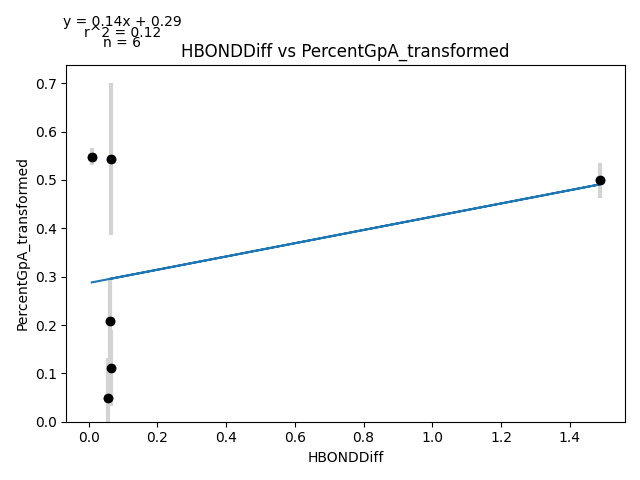 y = 0.14x + 0.29
r^2 = 0.12
n = 6
HBONDDiff vs PercentGpA_transformed
PercentGpA_transformed
0.7
0.6
0.5
0.4
0.3
0.2
0.1
0.0
0.0 0.2 0.4 0.6 0.8 1.0 1.2 1.4
HBONDDiff